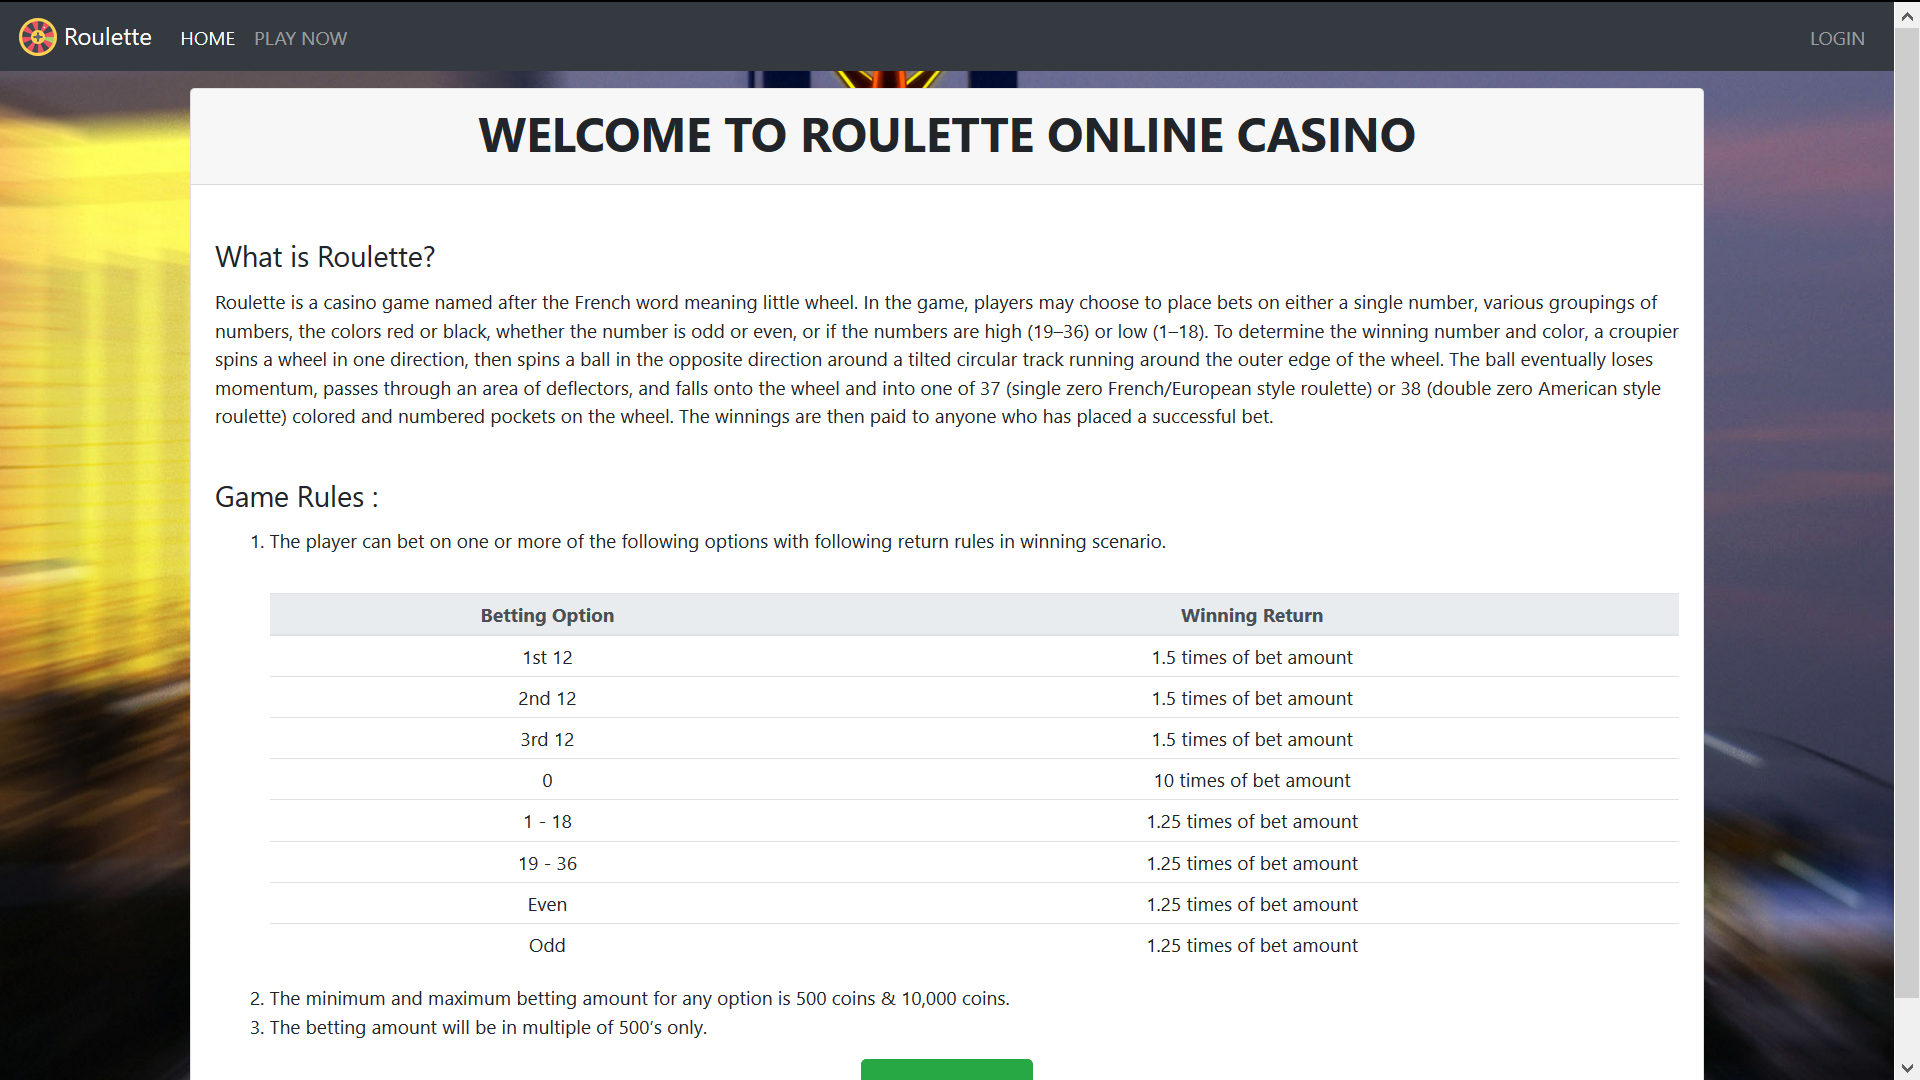 Roulette HOME PLAY NOW LOGIN
WELCOME TO ROULETTE ONLINE CASINO
What is Roulette?
Roulette is a casino game named after the French word meaning little wheel. In the game, players may choose to place bets on either a single number, various groupings of
numbers, the colors red or black, whether the number is odd or even, or if the numbers are high (19–36) or low (1–18). To determine the winning number and color, a croupier
spins a wheel in one direction, then spins a ball in the opposite direction around a tilted circular track running around the outer edge of the wheel. The ball eventually loses
momentum, passes through an area of deflectors, and falls onto the wheel and into one of 37 (single zero French/European style roulette) or 38 (double zero American style
roulette) colored and numbered pockets on the wheel. The winnings are then paid to anyone who has placed a successful bet.
Game Rules :
1. The player can bet on one or more of the following options with following return rules in winning scenario.
Betting Option Winning Return
1st 12 1.5 times of bet amount
2nd 12 1.5 times of bet amount
3rd 12 1.5 times of bet amount
0 10 times of bet amount
1 - 18 1.25 times of bet amount
19 - 36 1.25 times of bet amount
Even 1.25 times of bet amount
Odd 1.25 times of bet amount
2. The minimum and maximum betting amount for any option is 500 coins & 10,000 coins.
3. The betting amount will be in multiple of 500's only.